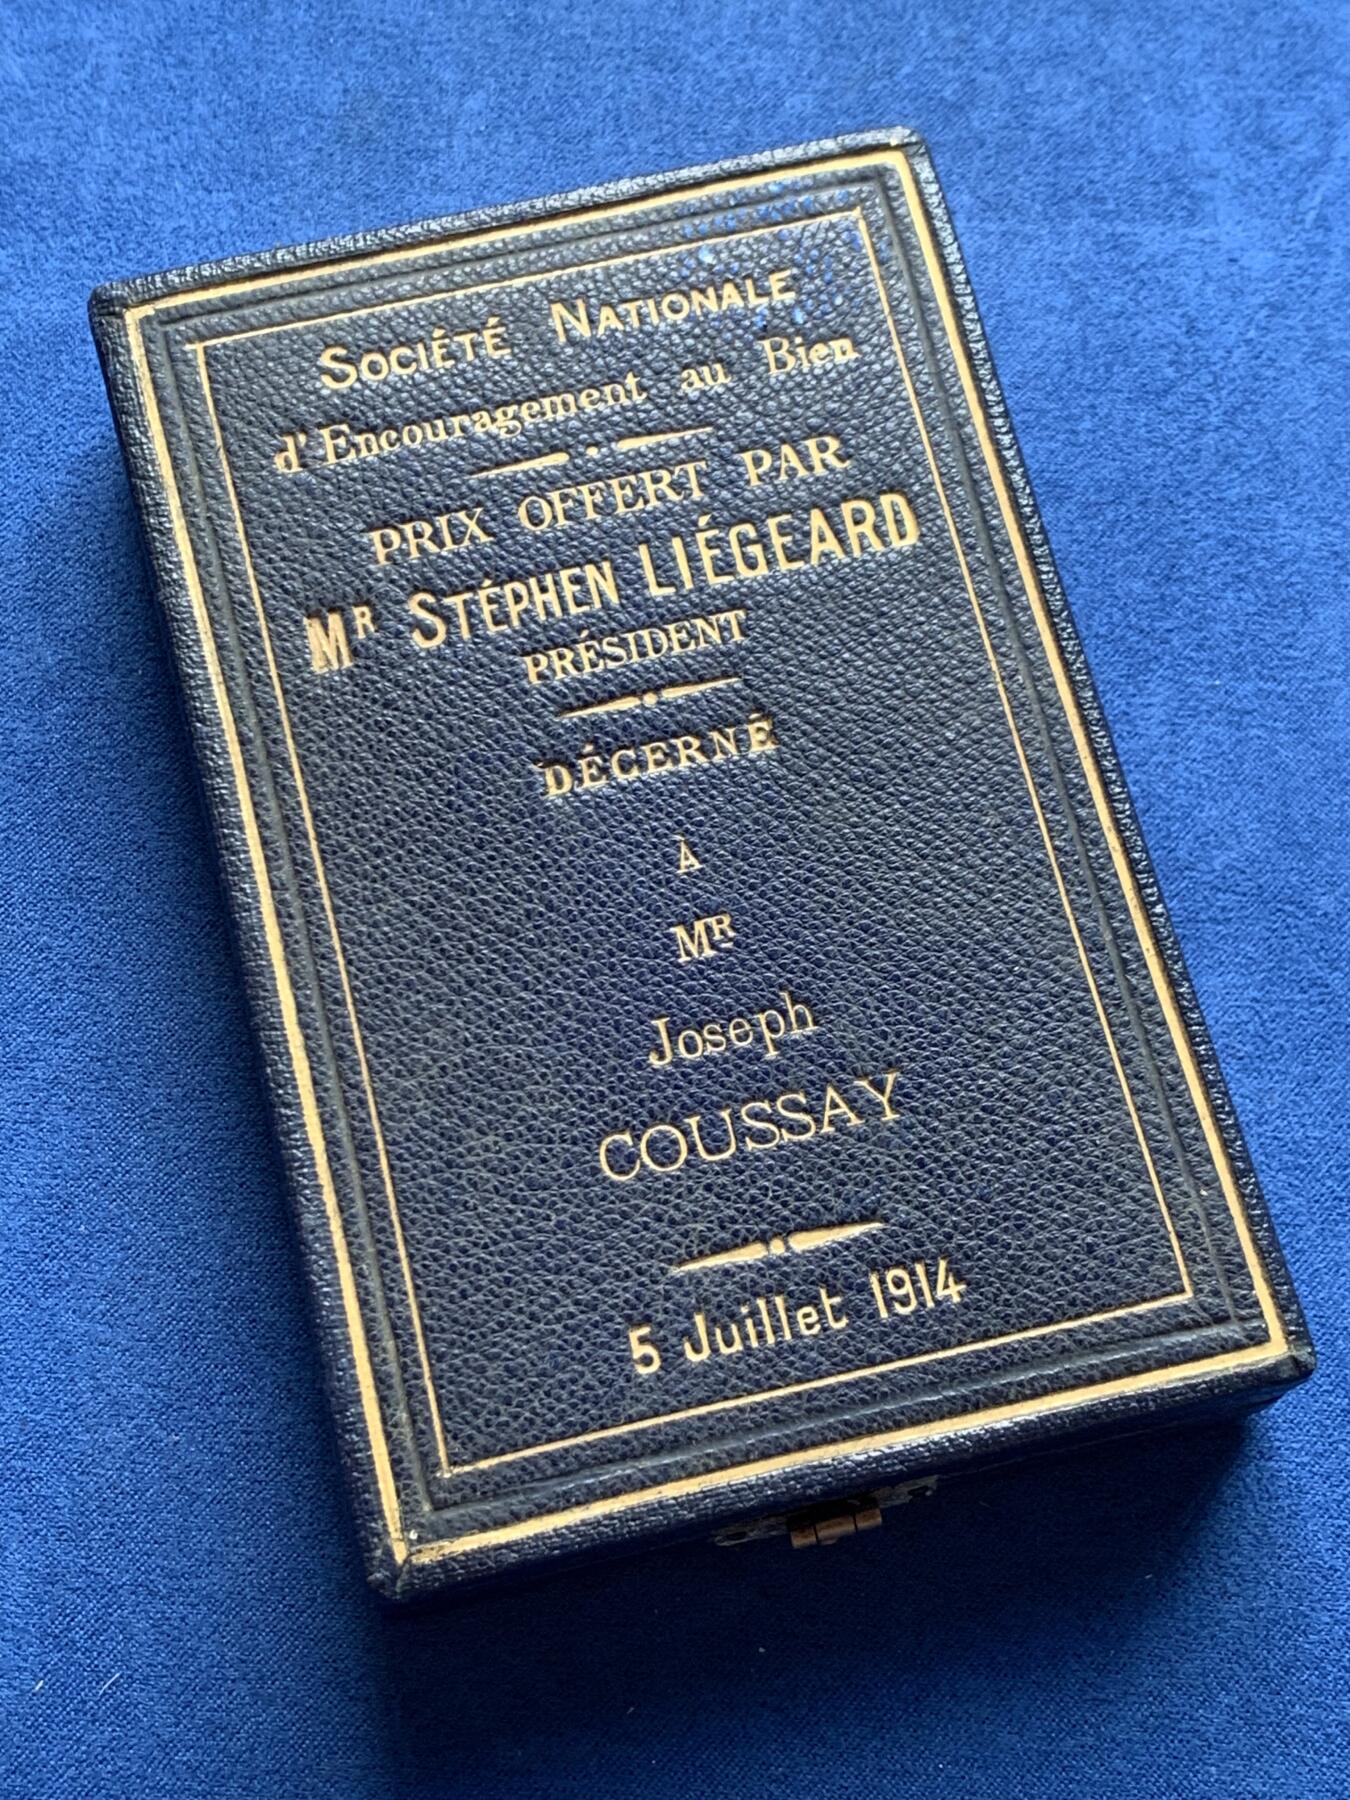 SOCIÉTÉ NATIONALE
d'Encouragement au Bien
PRIX OFFERT PAR
MR STÉPHEN LIÉGEARD
PRÉSIDENT
DÉCERNÉ
À
MR
Joseph
COUSSAY
5 Juillet 1914